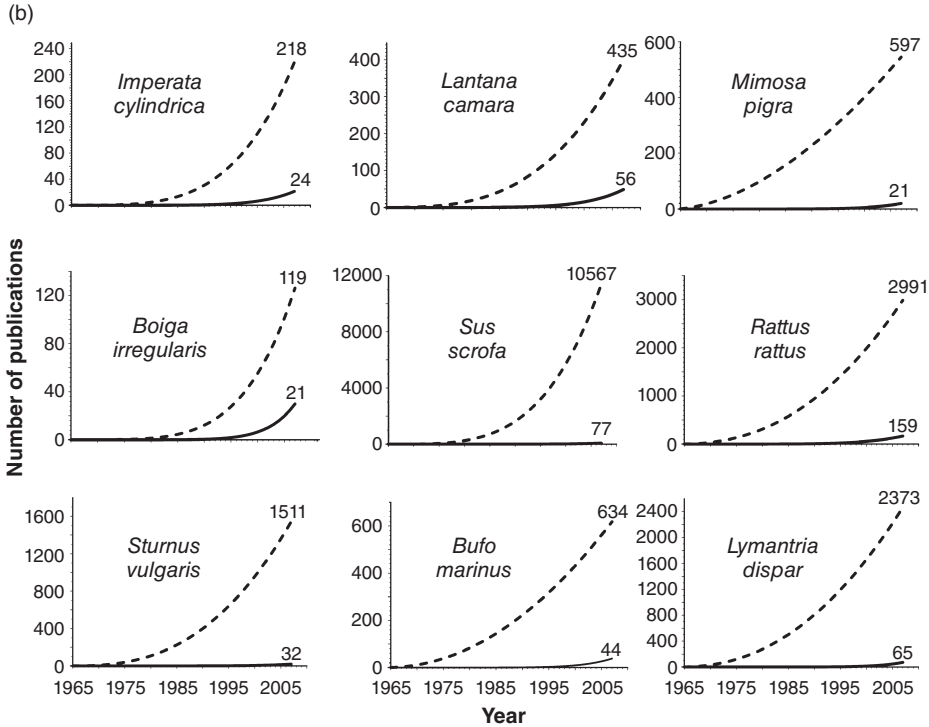 (b)
Number of publications
240
200
160
120
80
40
0
Imperata
cylindrica
218
24
400
300
200
100
0
Lantana
camara
435
56
600
400
200
0
Mimosa
pigra
597
21
120
80
40
0
Boiga
irregularis
119
21
12000
8000
4000
0
Sus
scrofa
10567
77
3000
2000
1000
0
Rattus
rattus
2991
159
1600
1200
800
400
0
Sturnus
vulgaris
1511
32
1965 1975 1985 1995 2005
600
400
200
0
Bufo
marinus
634
44
1965 1975 1985 1995 2005
2400
2000
1600
1200
800
400
0
Lymantria
dispar
2373
65
1965 1975 1985 1995 2005
Year